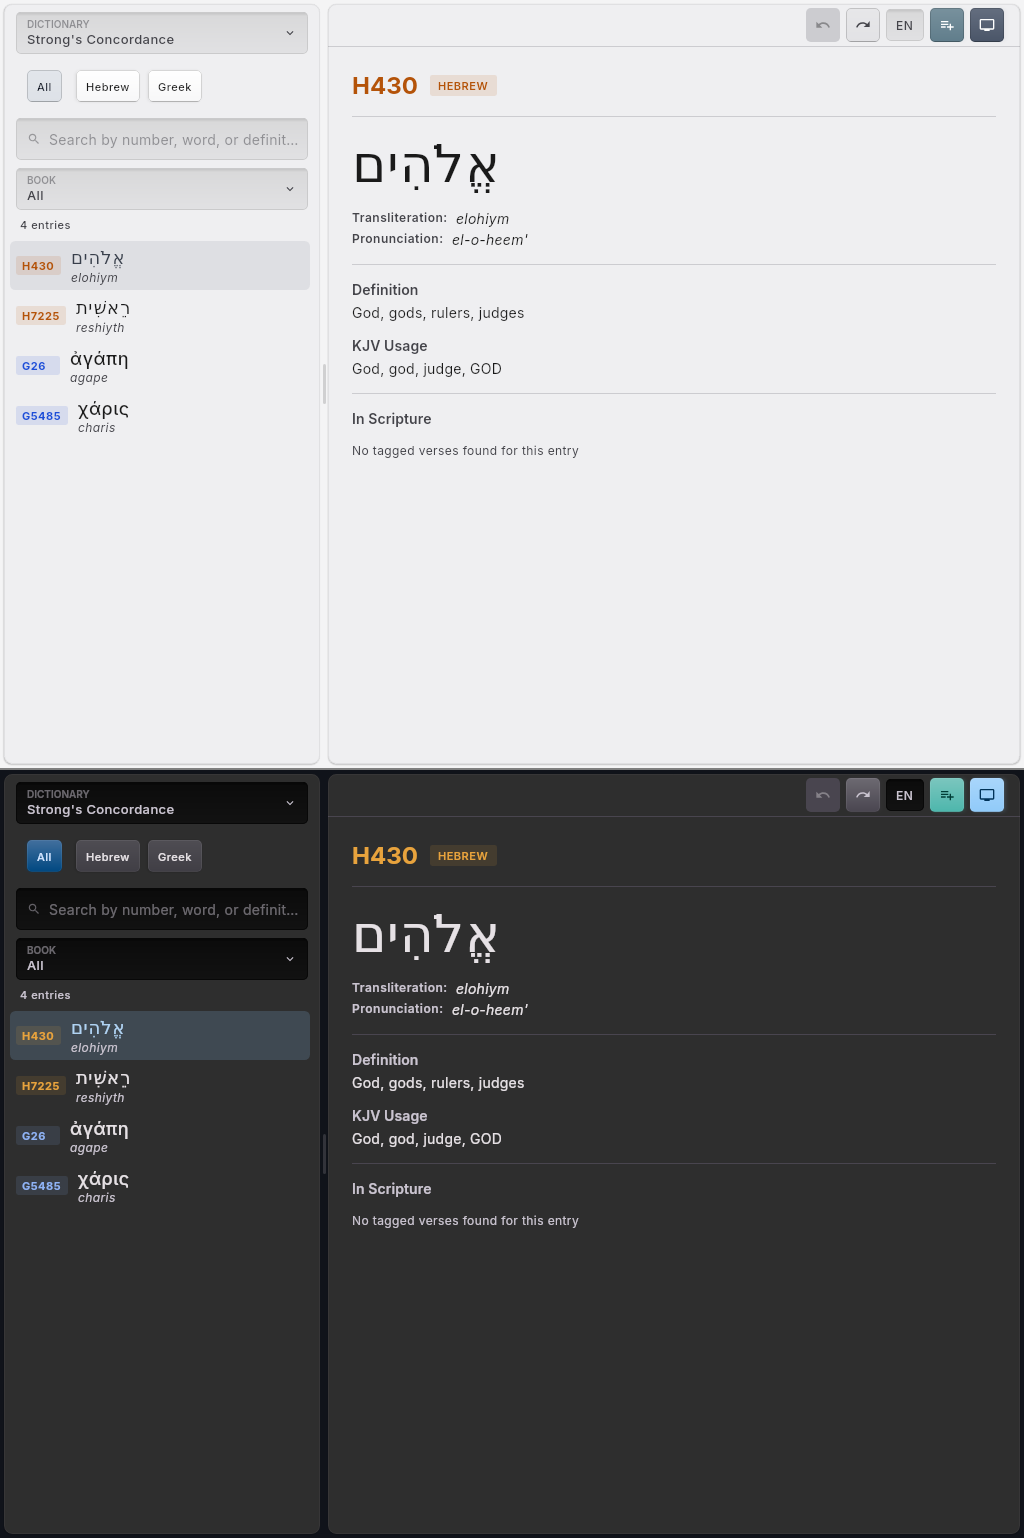 DICTIONARY
Strong's Concordance
All Hebrew Greek
Search by number, word, or definit...
BOOK
All
4 entries
H430 אֱלֹהִים
elohiym
H7225 רֵאשִׁית
reshiyth
G26 ἀγάπη
agape
G5485 χάρις
charis
EN
H430 HEBREW
אֱלֹהִים
Transliteration: elohiym
Pronunciation: el-o-heem'
Definition
God, gods, rulers, judges
KJV Usage
God, god, judge, GOD
In Scripture
No tagged verses found for this entry
DICTIONARY
Strong's Concordance
All Hebrew Greek
Search by number, word, or definit...
BOOK
All
4 entries
H430 אֱלֹהִים
elohiym
H7225 רֵאשִׁית
reshiyth
G26 ἀγάπη
agape
G5485 χάρις
charis
EN
H430 HEBREW
אֱלֹהִים
Transliteration: elohiym
Pronunciation: el-o-heem'
Definition
God, gods, rulers, judges
KJV Usage
God, god, judge, GOD
In Scripture
No tagged verses found for this entry